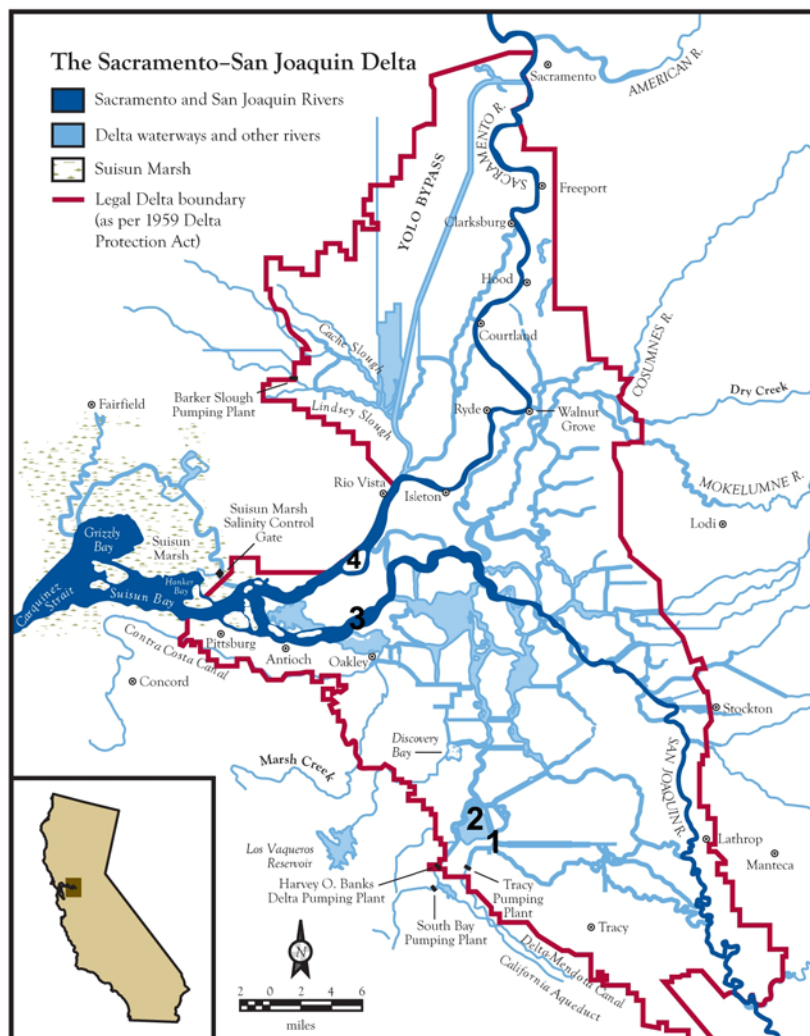 The Sacramento–San Joaquin Delta
Sacramento and San Joaquin Rivers
Delta waterways and other rivers
Suisun Marsh
Legal Delta boundary
(as per 1959 Delta
Protection Act)
Sacramento
AMERICAN R.
SACRAMENTO R.
Freeport
YOLO BYPASS
Clarksburg
Hood
Courtland
Cache Slough
COSUMNES R.
Dry Creek
Barker Slough
Pumping Plant
Lindsey Slough
Fairfield
Ryde
Walnut
Grove
MOKELUMNE R.
Rio Vista
Isleton
Lodi
Suisun Marsh
Salinity Control
Gate
Grizzly
Bay
Suisun
Marsh
4
Honker
Bay
Suisun Bay
Carquinez
Strait
3
Pittsburg
Antioch
Oakley
Contra Costa Canal
Concord
Stockton
Discovery
Bay
SAN JOAQUIN R.
Marsh Creek
2
1
Los Vaqueros
Reservoir
Lathrop
Manteca
Harvey O. Banks
Delta Pumping Plant
Tracy
Pumping
Plant
South Bay
Pumping Plant
Tracy
Delta-Mendota Canal
California Aqueduct
N
2 0 2 4 6
miles